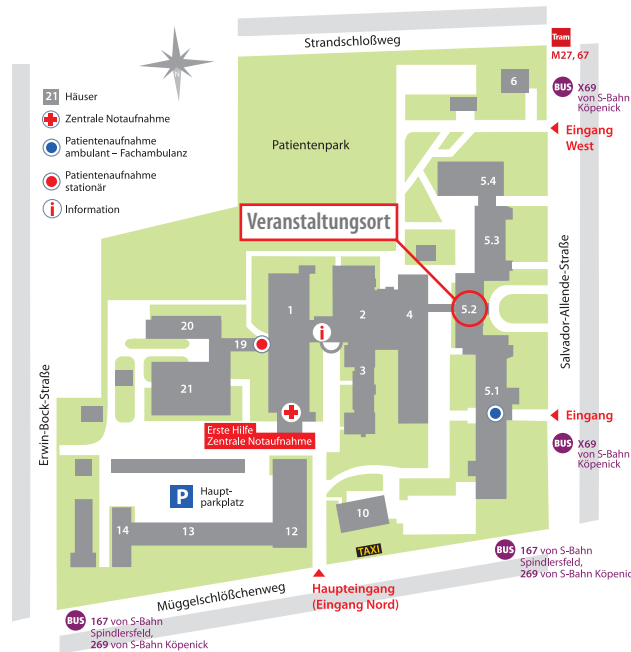 Strandschloßweg
Tram
M27, 67
N
21 Häuser
Zentrale Notaufnahme
Patientenaufnahme
ambulant – Fachambulanz
Patientenaufnahme
stationär
i Information
Patientenpark
6
BUS X69
von S-Bahn
Köpenick
Eingang
West
5.4
Veranstaltungsort
5.3
Salvador-Allende-Straße
1
2
4
5.2
20
19
i
3
21
5.1
Erwin-Bock-Straße
Erste Hilfe
Zentrale Notaufnahme
Eingang
BUS X69
von S-Bahn
Köpenick
P Haupt-
parkplatz
10
14
13
12
TAXI
BUS 167 von S-Bahn
Spindlersfeld,
269 von S-Bahn Köpenick
Haupteingang
(Eingang Nord)
Müggelschlößchenweg
BUS 167 von S-Bahn
Spindlersfeld,
269 von S-Bahn Köpenick